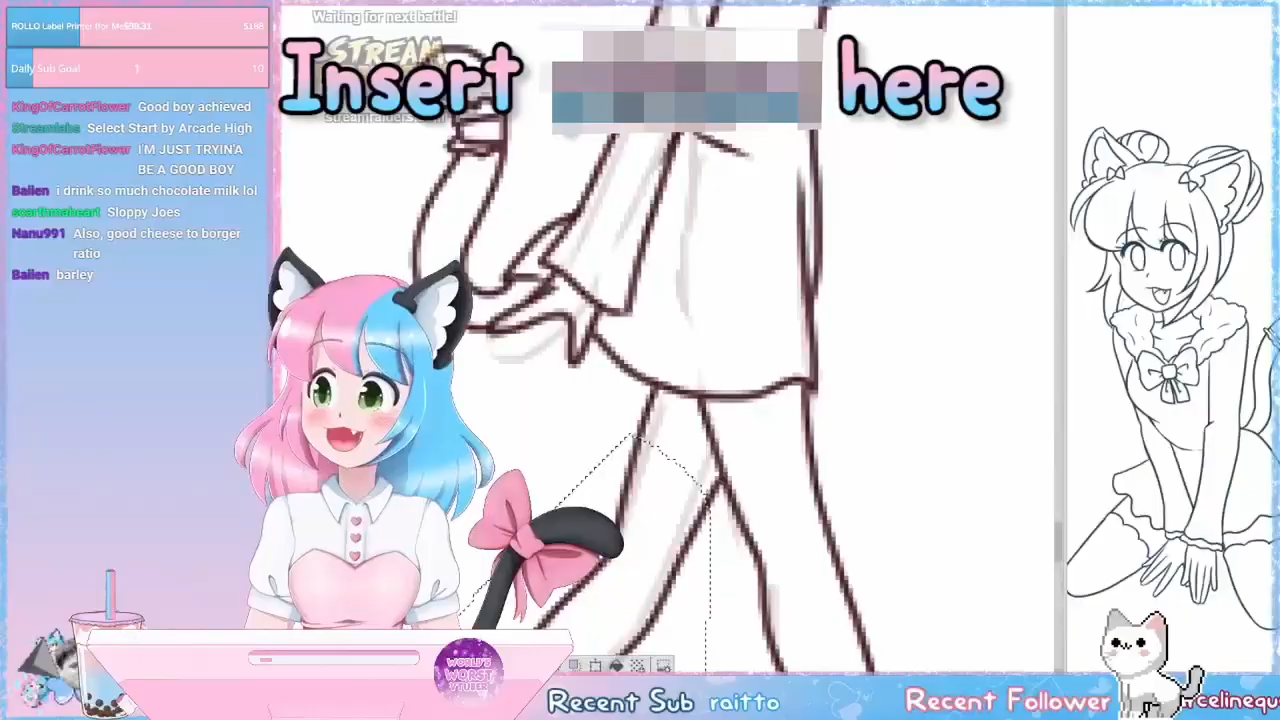 ROLLO Label Printer (for Me
$188
Daily Sub Goal
1
10
KingOfCarrotFlower Good boy achieved
Streamlabs Select Start by Arcade High
KingOfCarrotFlower I'M JUST TRYIN'A
BE A GOOD BOY
Bailen i drink so much chocolate milk lol
scarthmaheart Sloppy Joes
Nanu991 Also, good cheese to borger
ratio
Bailen barley
Waiting for next battle!
STREAM
Insert
here
WORLD'S
WORST
VTUBER
Recent Sub raitto
Recent Follower